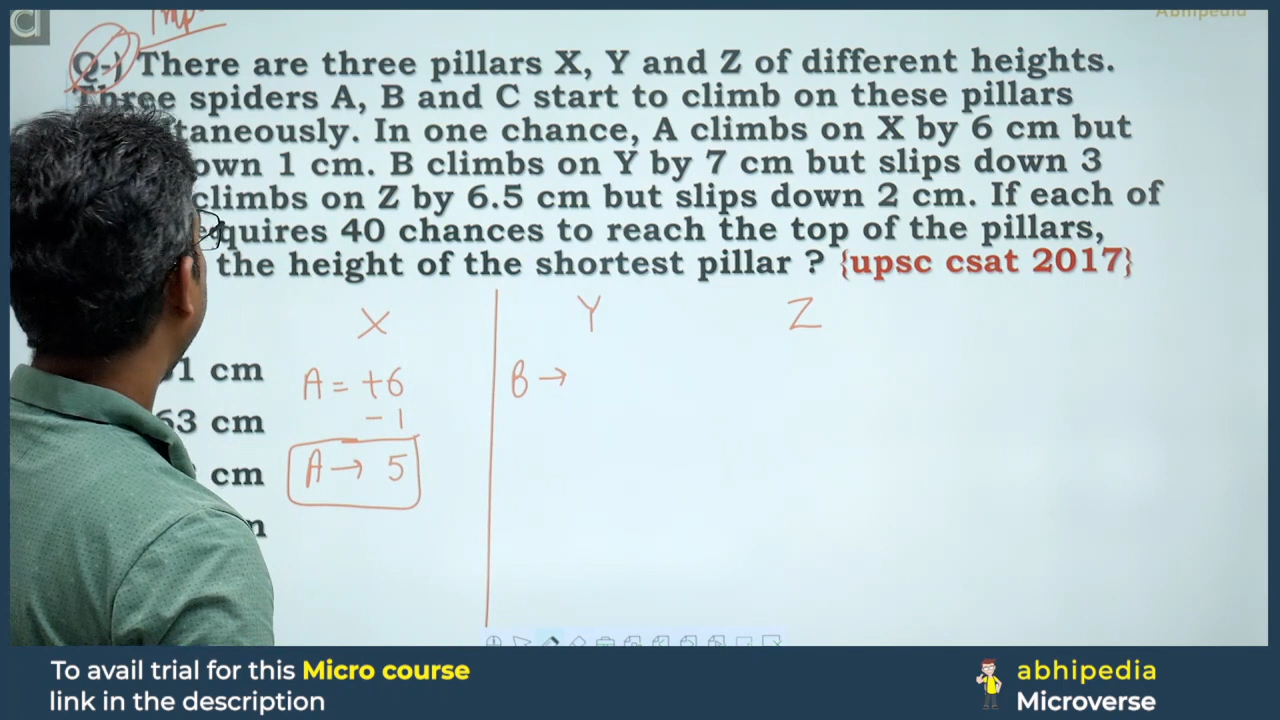 Imp.
Abhipedia
Q-) There are three pillars X, Y and Z of different heights.
Three spiders A, B and C start to climb on these pillars
taneously. In one chance, A climbs on X by 6 cm but
own 1 cm. B climbs on Y by 7 cm but slips down 3
climbs on Z by 6.5 cm but slips down 2 cm. If each of
equires 40 chances to reach the top of the pillars,
the height of the shortest pillar ? {upsc csat 2017}
X Y Z
1 cm
A = +6
B →
63 cm
- 1
cm
A → 5
To avail trial for this Micro course
link in the description
abhipedia
Microverse